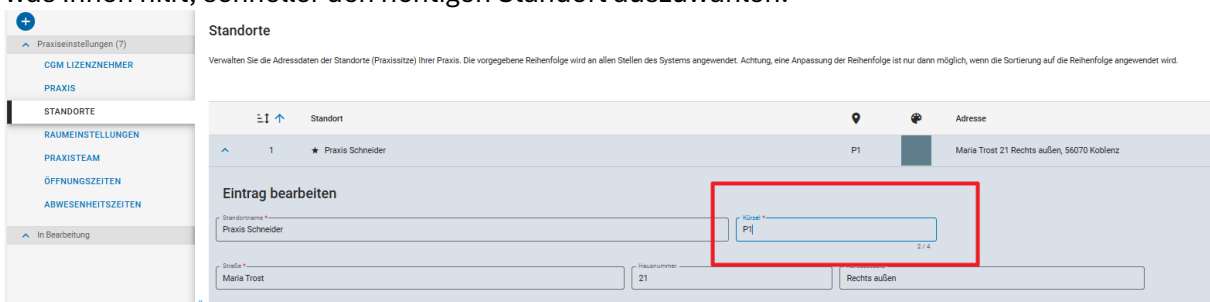 was Ihnen hilft, schneller den richtigen Standort auszuwählen.
Praxiseinstellungen (7)
CGM LIZENZNEHMER
PRAXIS
STANDORTE
RAUMEINSTELLUNGEN
PRAXISTEAM
ÖFFNUNGSZEITEN
ABWESENHEITSZEITEN
In Bearbeitung
Standorte
Verwalten Sie die Adressdaten der Standorte (Praxissitze) Ihrer Praxis. Die vorgegebene Reihenfolge wird an allen Stellen des Systems angewendet. Achtung, eine Anpassung der Reihenfolge ist nur dann möglich, wenn die Sortierung auf die Reihenfolge angewendet wird.
Standort Adresse
1 ★ Praxis Schneider P1 Maria Trost 21 Rechts außen, 56070 Koblenz
Eintrag bearbeiten
Standortname * Kürzel *
Praxis Schneider P1
2 / 4
Straße * Hausnummer
Maria Trost 21 Rechts außen